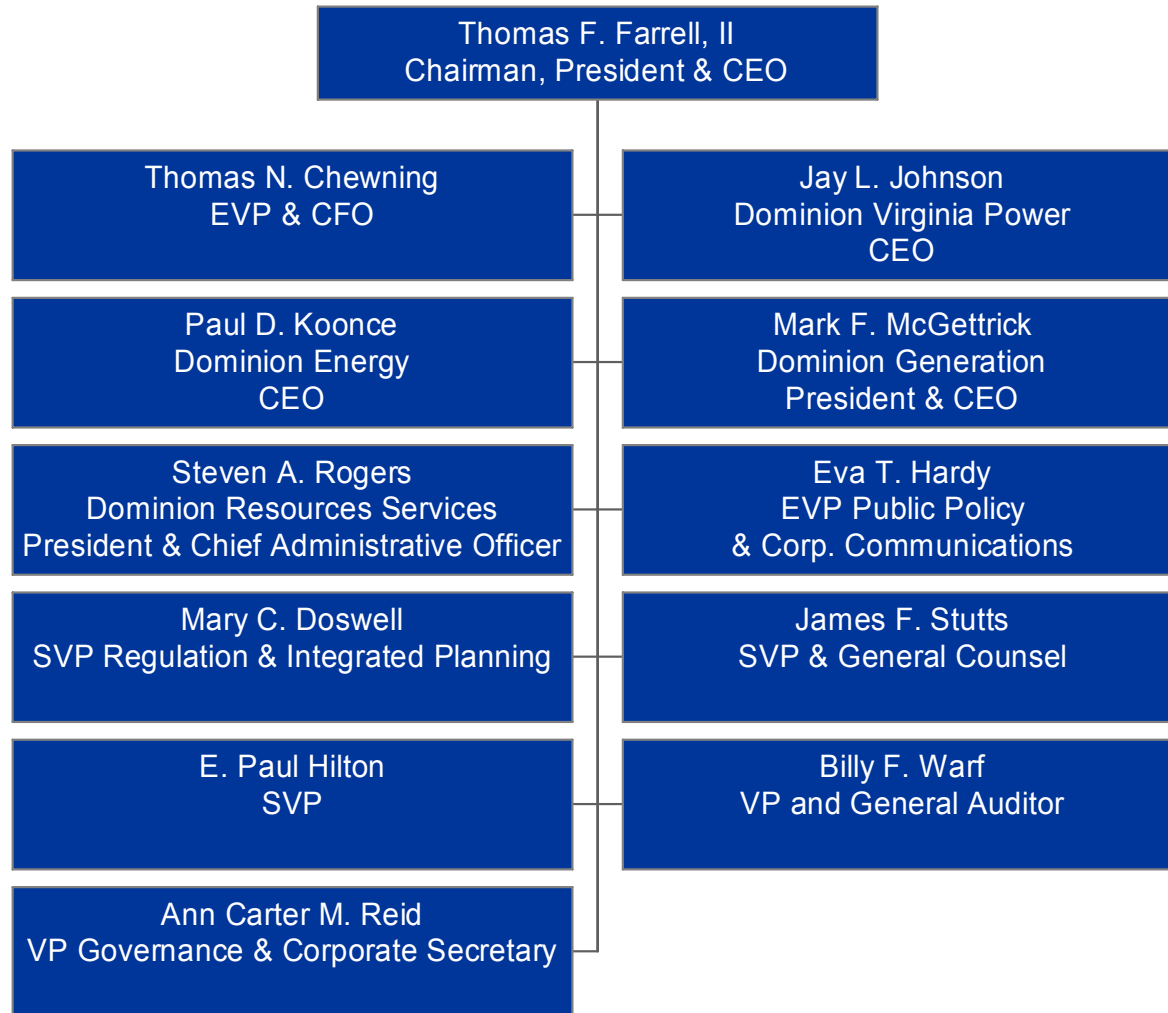 Thomas F. Farrell, II
Chairman, President & CEO
Thomas N. Chewning
EVP & CFO
Jay L. Johnson
Dominion Virginia Power
CEO
Paul D. Koonce
Dominion Energy
CEO
Mark F. McGettrick
Dominion Generation
President & CEO
Steven A. Rogers
Dominion Resources Services
President & Chief Administrative Officer
Eva T. Hardy
EVP Public Policy
& Corp. Communications
Mary C. Doswell
SVP Regulation & Integrated Planning
James F. Stutts
SVP & General Counsel
E. Paul Hilton
SVP
Billy F. Warf
VP and General Auditor
Ann Carter M. Reid
VP Governance & Corporate Secretary